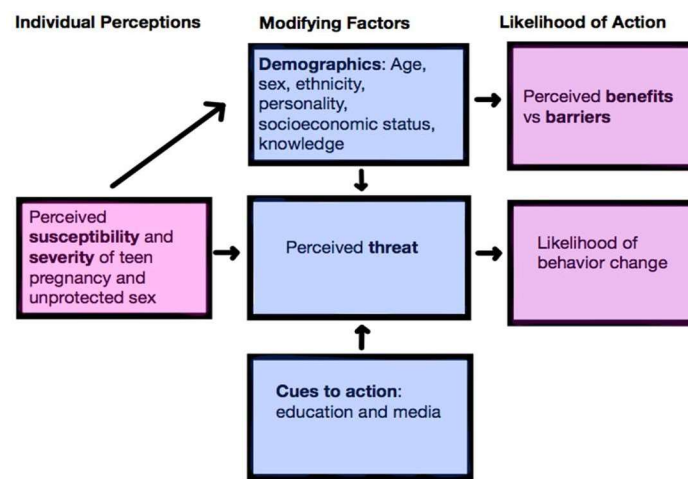 Individual Perceptions
Modifying Factors
Likelihood of Action
Demographics: Age,
sex, ethnicity,
personality,
socioeconomic status,
knowledge
Perceived benefits
vs barriers
Perceived
susceptibility and
severity of teen
pregnancy and
unprotected sex
Perceived threat
Likelihood of
behavior change
Cues to action:
education and media